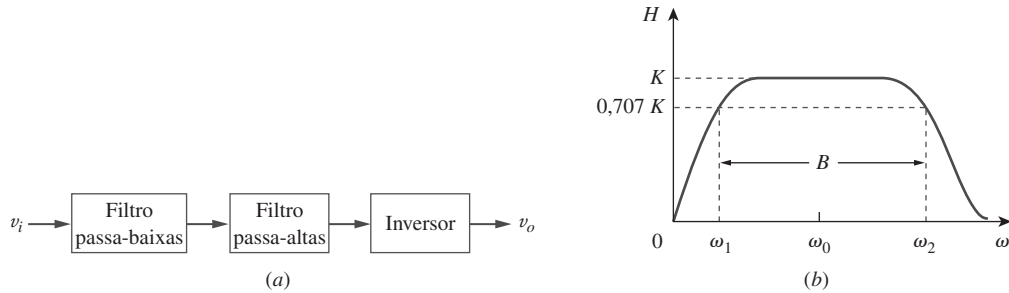 v_i
Filtro
passa-baixas
Filtro
passa-altas
Inversor
v_o
(a)
H
K
0,707 K
B
0
ω_1
ω_0
ω_2
ω
(b)